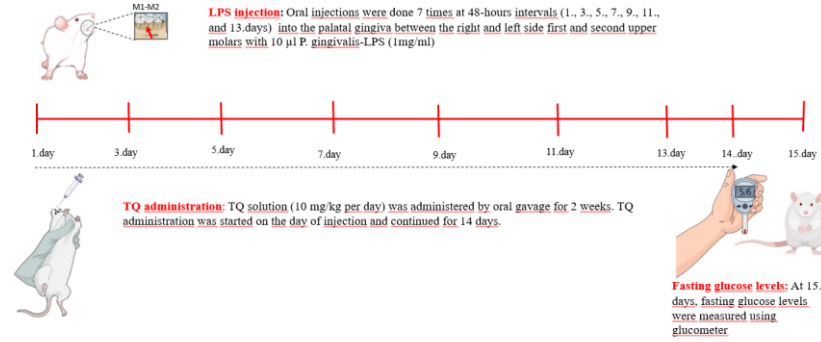 M1-M2
LPS injection: Oral injections were done 7 times at 48-hours intervals (1., 3., 5., 7., 9., 11.,
and 13.days) into the palatal gingiva between the right and left side first and second upper
molars with 10 µl P. gingivalis-LPS (1mg/ml)
1.day
3.day
5.day
7.day
9.day
11.day
13.day
14..day
15.day
TQ administration: TQ solution (10 mg/kg per day) was administered by oral gavage for 2 weeks. TQ
administration was started on the day of injection and continued for 14 days.
5.6
Fasting glucose levels: At 15.
days, fasting glucose levels
were measured using
glucometer